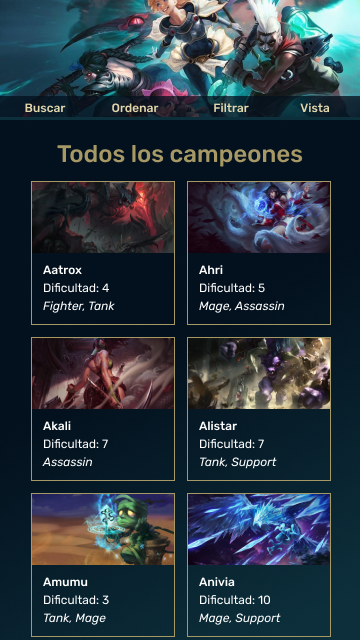 Buscar Ordenar Filtrar Vista
Todos los campeones
Aatrox
Dificultad: 4
Fighter, Tank
Ahri
Dificultad: 5
Mage, Assassin
Akali
Dificultad: 7
Assassin
Alistar
Dificultad: 7
Tank, Support
Amumu
Dificultad: 3
Tank, Mage
Anivia
Dificultad: 10
Mage, Support